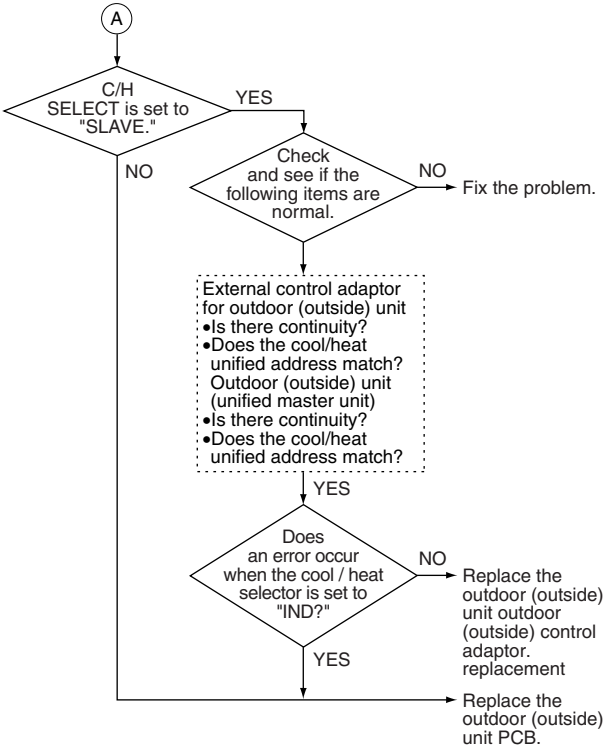 A
C/H
SELECT is set to
"SLAVE."
YES
NO
Check
and see if the
following items are
normal.
NO
Fix the problem.
External control adaptor
for outdoor (outside) unit
•Is there continuity?
•Does the cool/heat
unified address match?
Outdoor (outside) unit
(unified master unit)
•Is there continuity?
•Does the cool/heat
unified address match?
YES
Does
an error occur
when the cool / heat
selector is set to
"IND?"
NO
Replace the
outdoor (outside)
unit outdoor
(outside) control
adaptor.
replacement
YES
Replace the
outdoor (outside)
unit PCB.